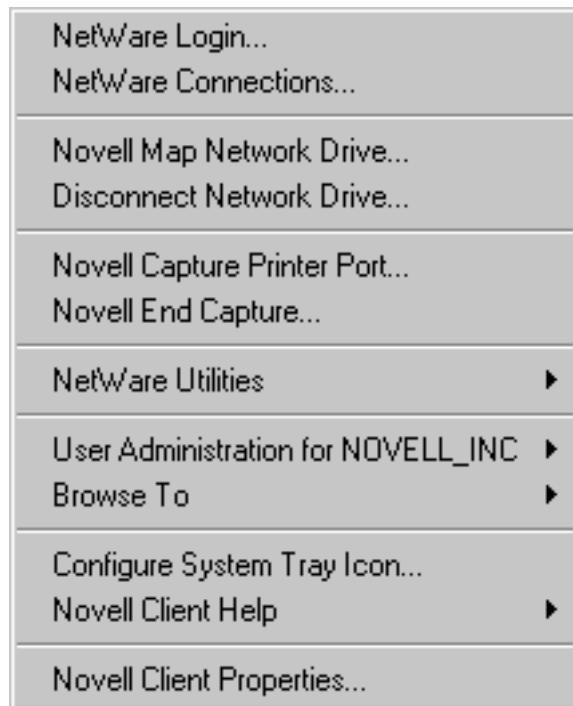 NetWare Login...
NetWare Connections...
Novell Map Network Drive...
Disconnect Network Drive...
Novell Capture Printer Port...
Novell End Capture...
NetWare Utilities
User Administration for NOVELL_INC
Browse To
Configure System Tray Icon...
Novell Client Help
Novell Client Properties...